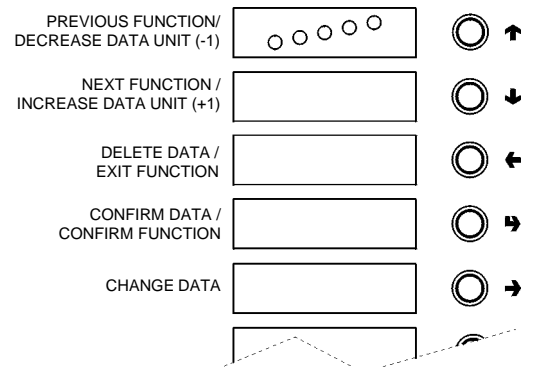 PREVIOUS FUNCTION/
DECREASE DATA UNIT (-1)
NEXT FUNCTION /
INCREASE DATA UNIT (+1)
DELETE DATA /
EXIT FUNCTION
CONFIRM DATA /
CONFIRM FUNCTION
CHANGE DATA